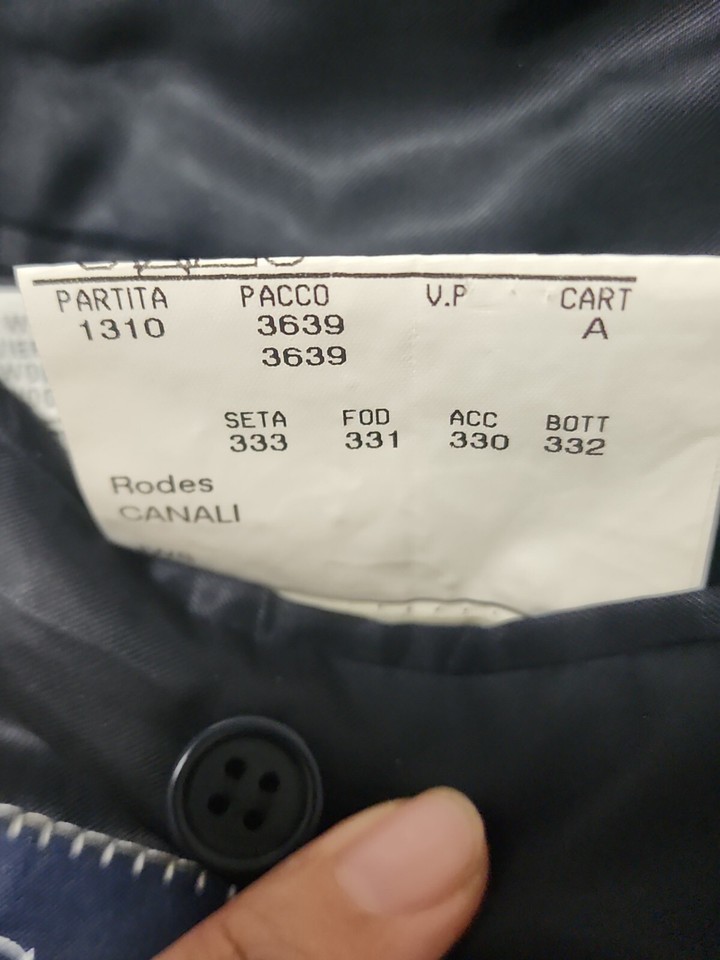 PARTITA PACCO V.P CART
1310 3639 A
3639
SETA FOD ACC BOTT
333 331 330 332
Rodes
CANALI